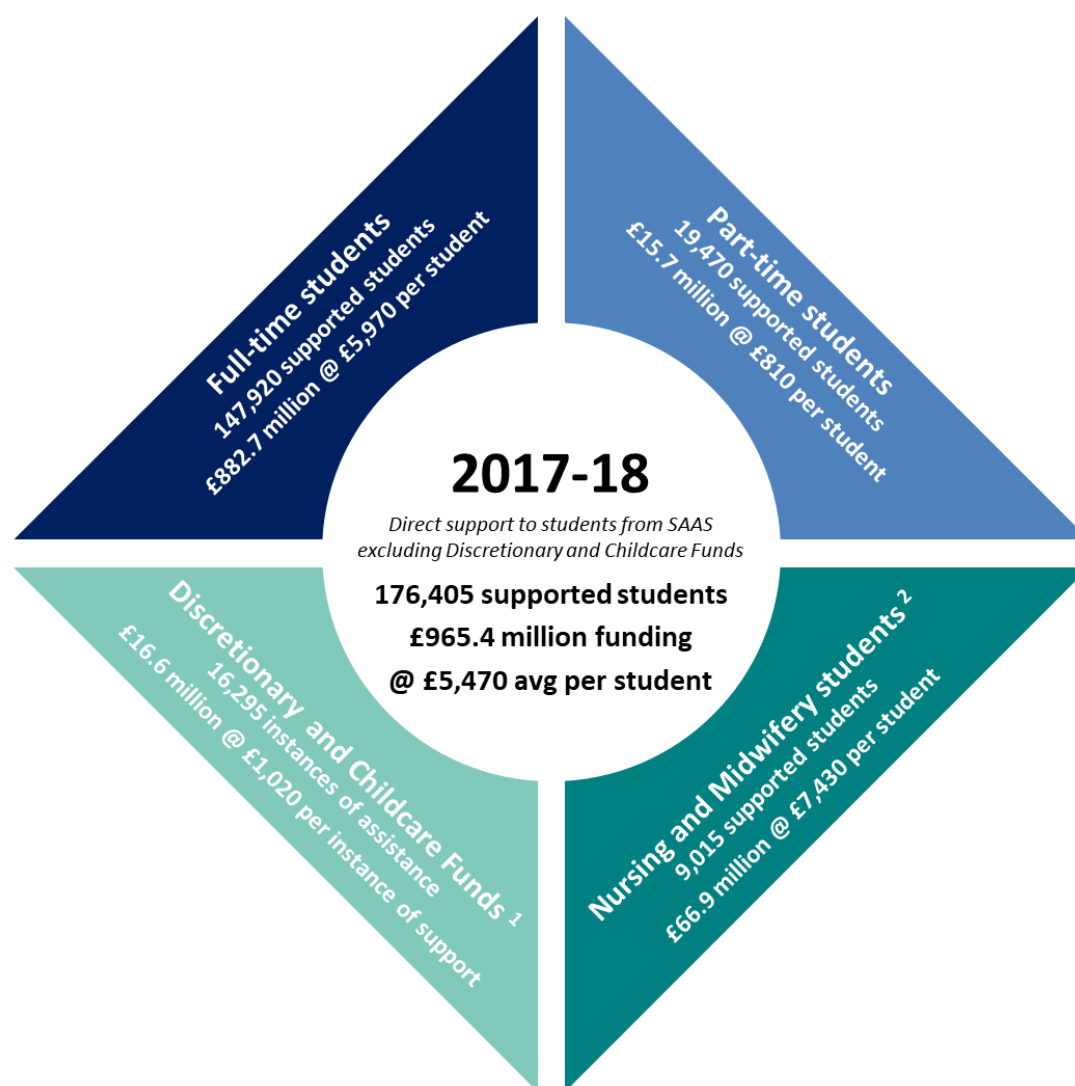 Full-time students
147,920 supported students
£882.7 million @ £5,970 per student
Part-time students
19,470 supported students
£15.7 million @ £810 per student
2017-18
Direct support to students from SAAS
excluding Discretionary and Childcare Funds
176,405 supported students
£965.4 million funding
@ £5,470 avg per student
Discretionary and Childcare Funds 1
16,295 instances of assistance
£16.6 million @ £1,020 per instance of support
Nursing and Midwifery students 2
9,015 supported students
£66.9 million @ £7,430 per student